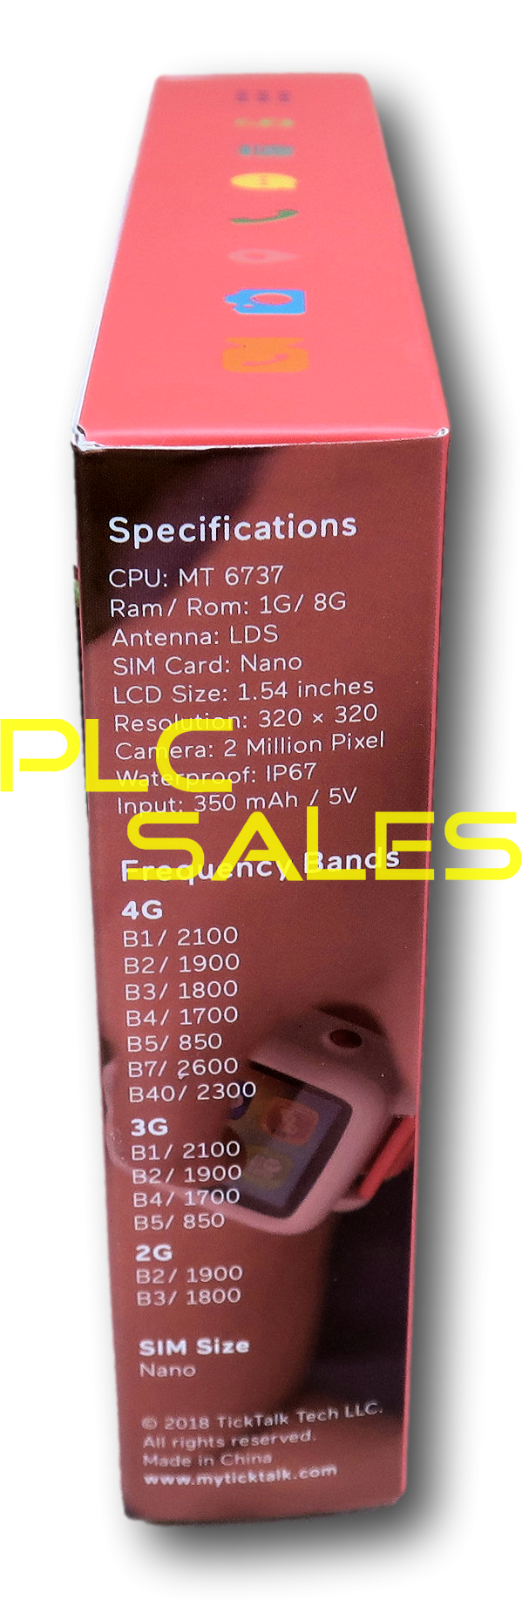 Specifications
CPU: MT 6737
Ram/ Rom: 1G/ 8G
Antenna: LDS
SIM Card: Nano
LCD Size: 1.54 inches
Resolution: 320 × 320
Camera: 2 Million Pixel
Waterproof: IP67
Input: 350 mAh / 5V
PLC
SALES
Frequency Bands
4G
B1/ 2100
B2/ 1900
B3/ 1800
B4/ 1700
B5/ 850
B7/ 2600
B40/ 2300
3G
B1/ 2100
B2/ 1900
B4/ 1700
B5/ 850
2G
B2/ 1900
B3/ 1800
SIM Size
Nano
© 2018 TickTalk Tech LLC.
All rights reserved.
Made in China
www.myticktalk.com